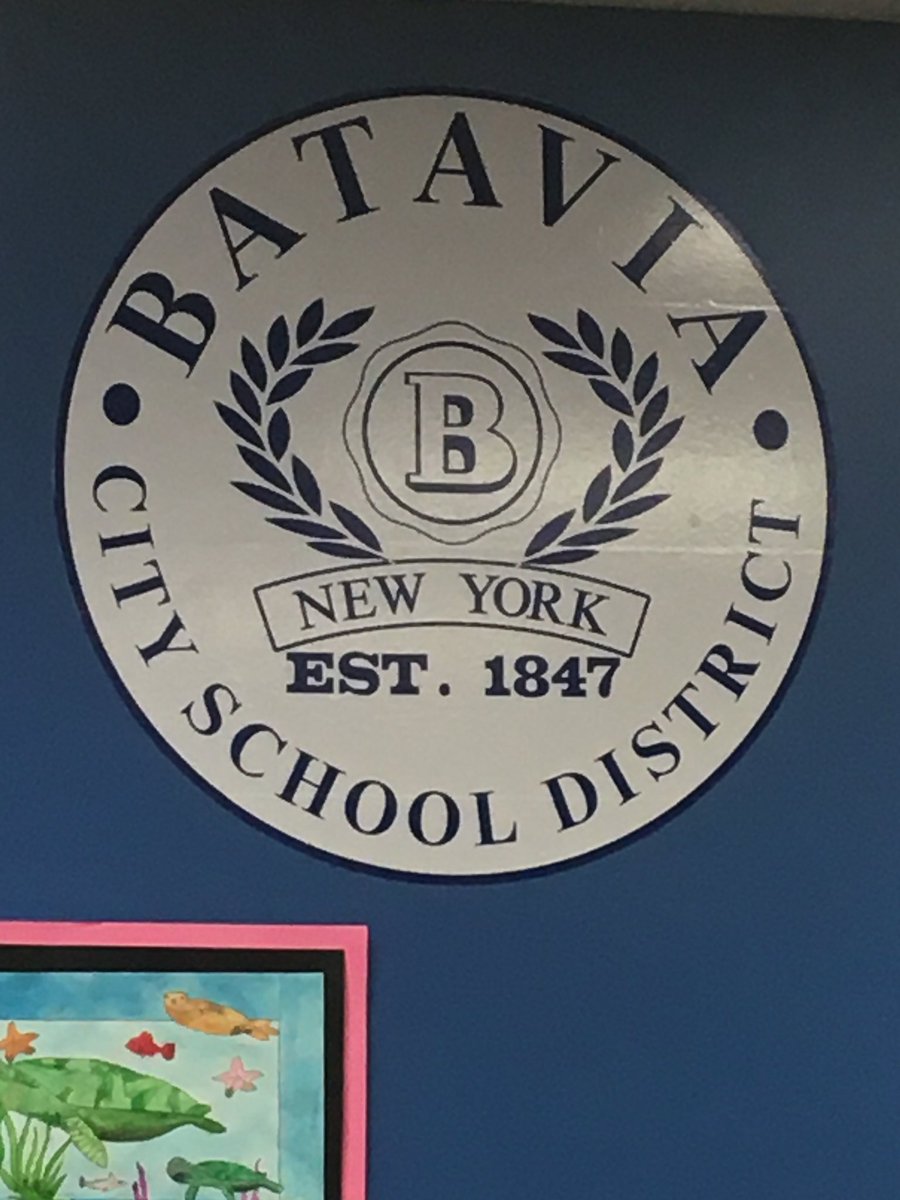 BATAVIA
B
NEW YORK
EST. 1847
• CITY SCHOOL DISTRICT •